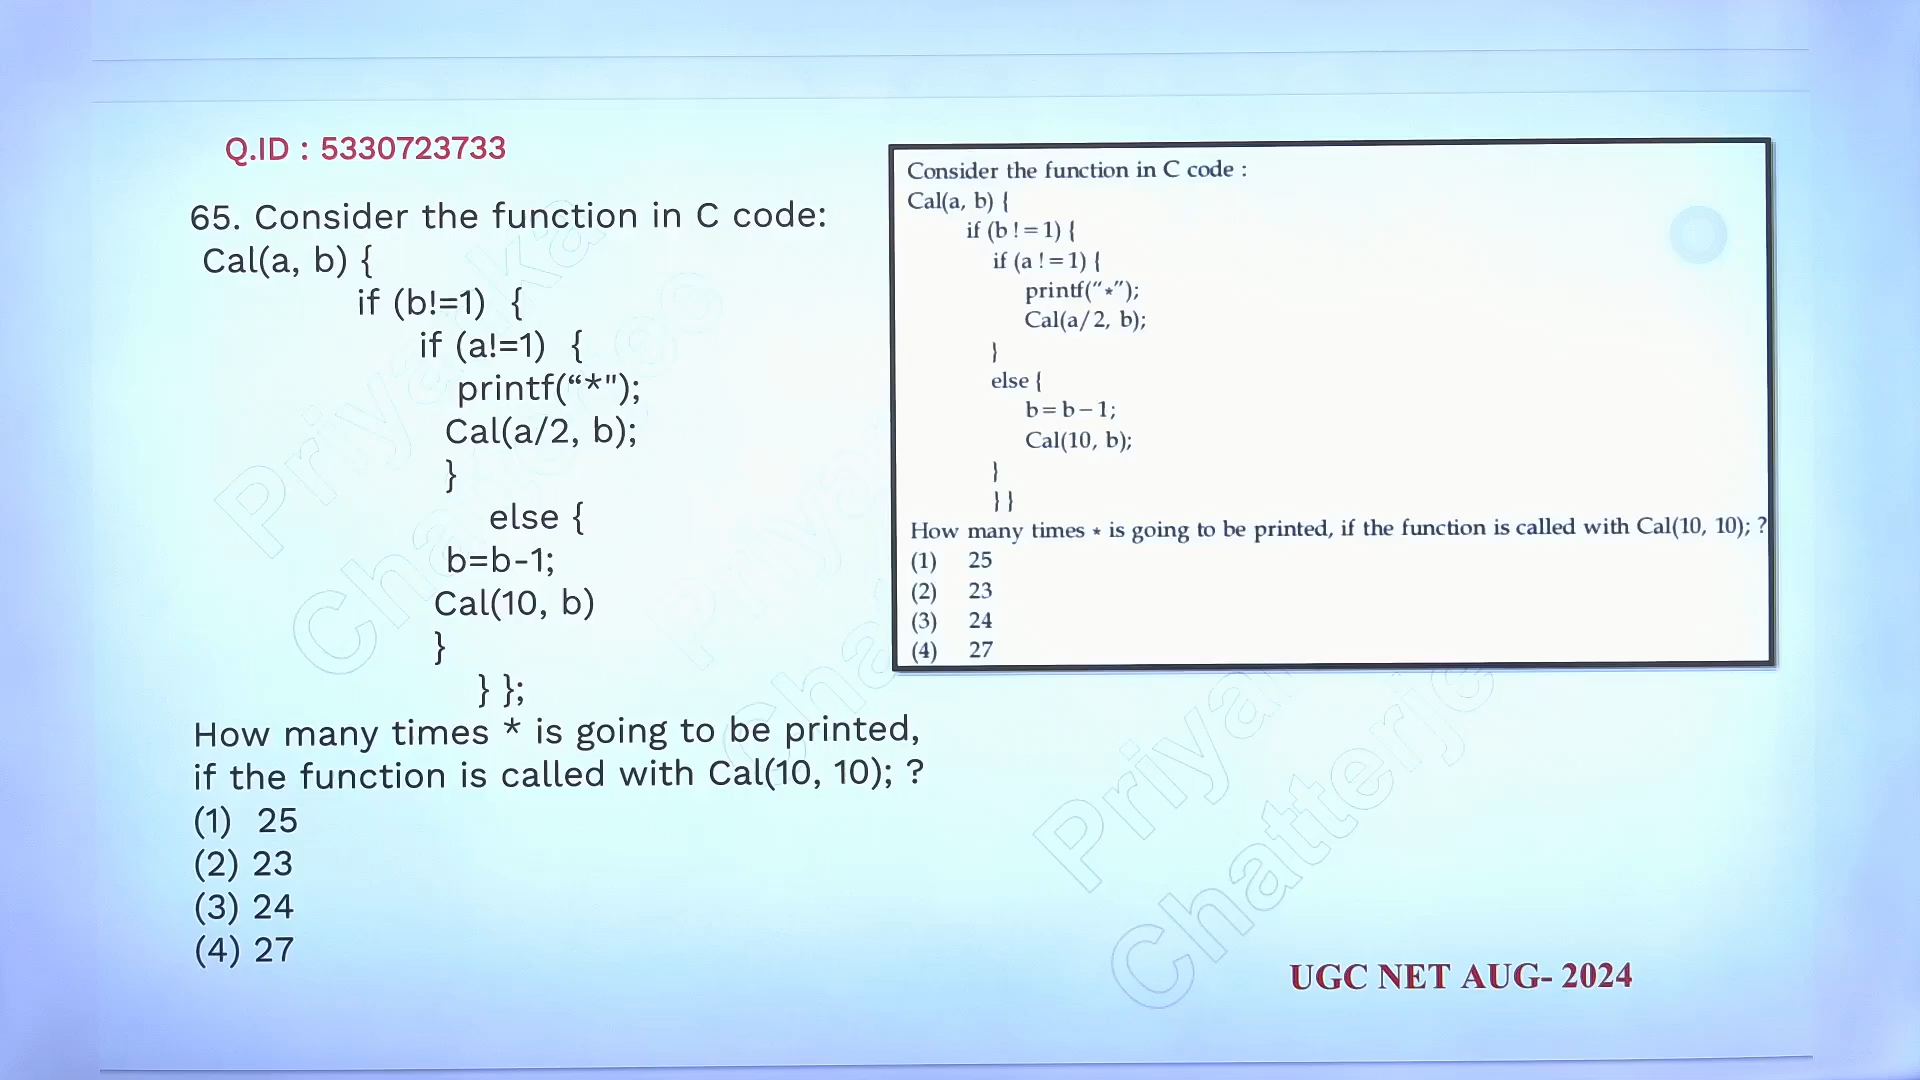 Q.ID : 5330723733
65. Consider the function in C code:
Cal(a, b) {
if (b!=1) {
if (a!=1) {
printf(“*");
Cal(a/2, b);
}
else {
b=b-1;
Cal(10, b)
}
} };
How many times * is going to be printed,
if the function is called with Cal(10, 10); ?
(1) 25
(2) 23
(3) 24
(4) 27
Consider the function in C code :
Cal(a, b) {
if (b ! = 1) {
if (a ! = 1) {
printf(“*”);
Cal(a/2, b);
}
else {
b = b – 1;
Cal(10, b);
}
} }
How many times * is going to be printed, if the function is called with Cal(10, 10); ?
(1) 25
(2) 23
(3) 24
(4) 27
Priyanka
Chatterjee
UGC NET AUG- 2024